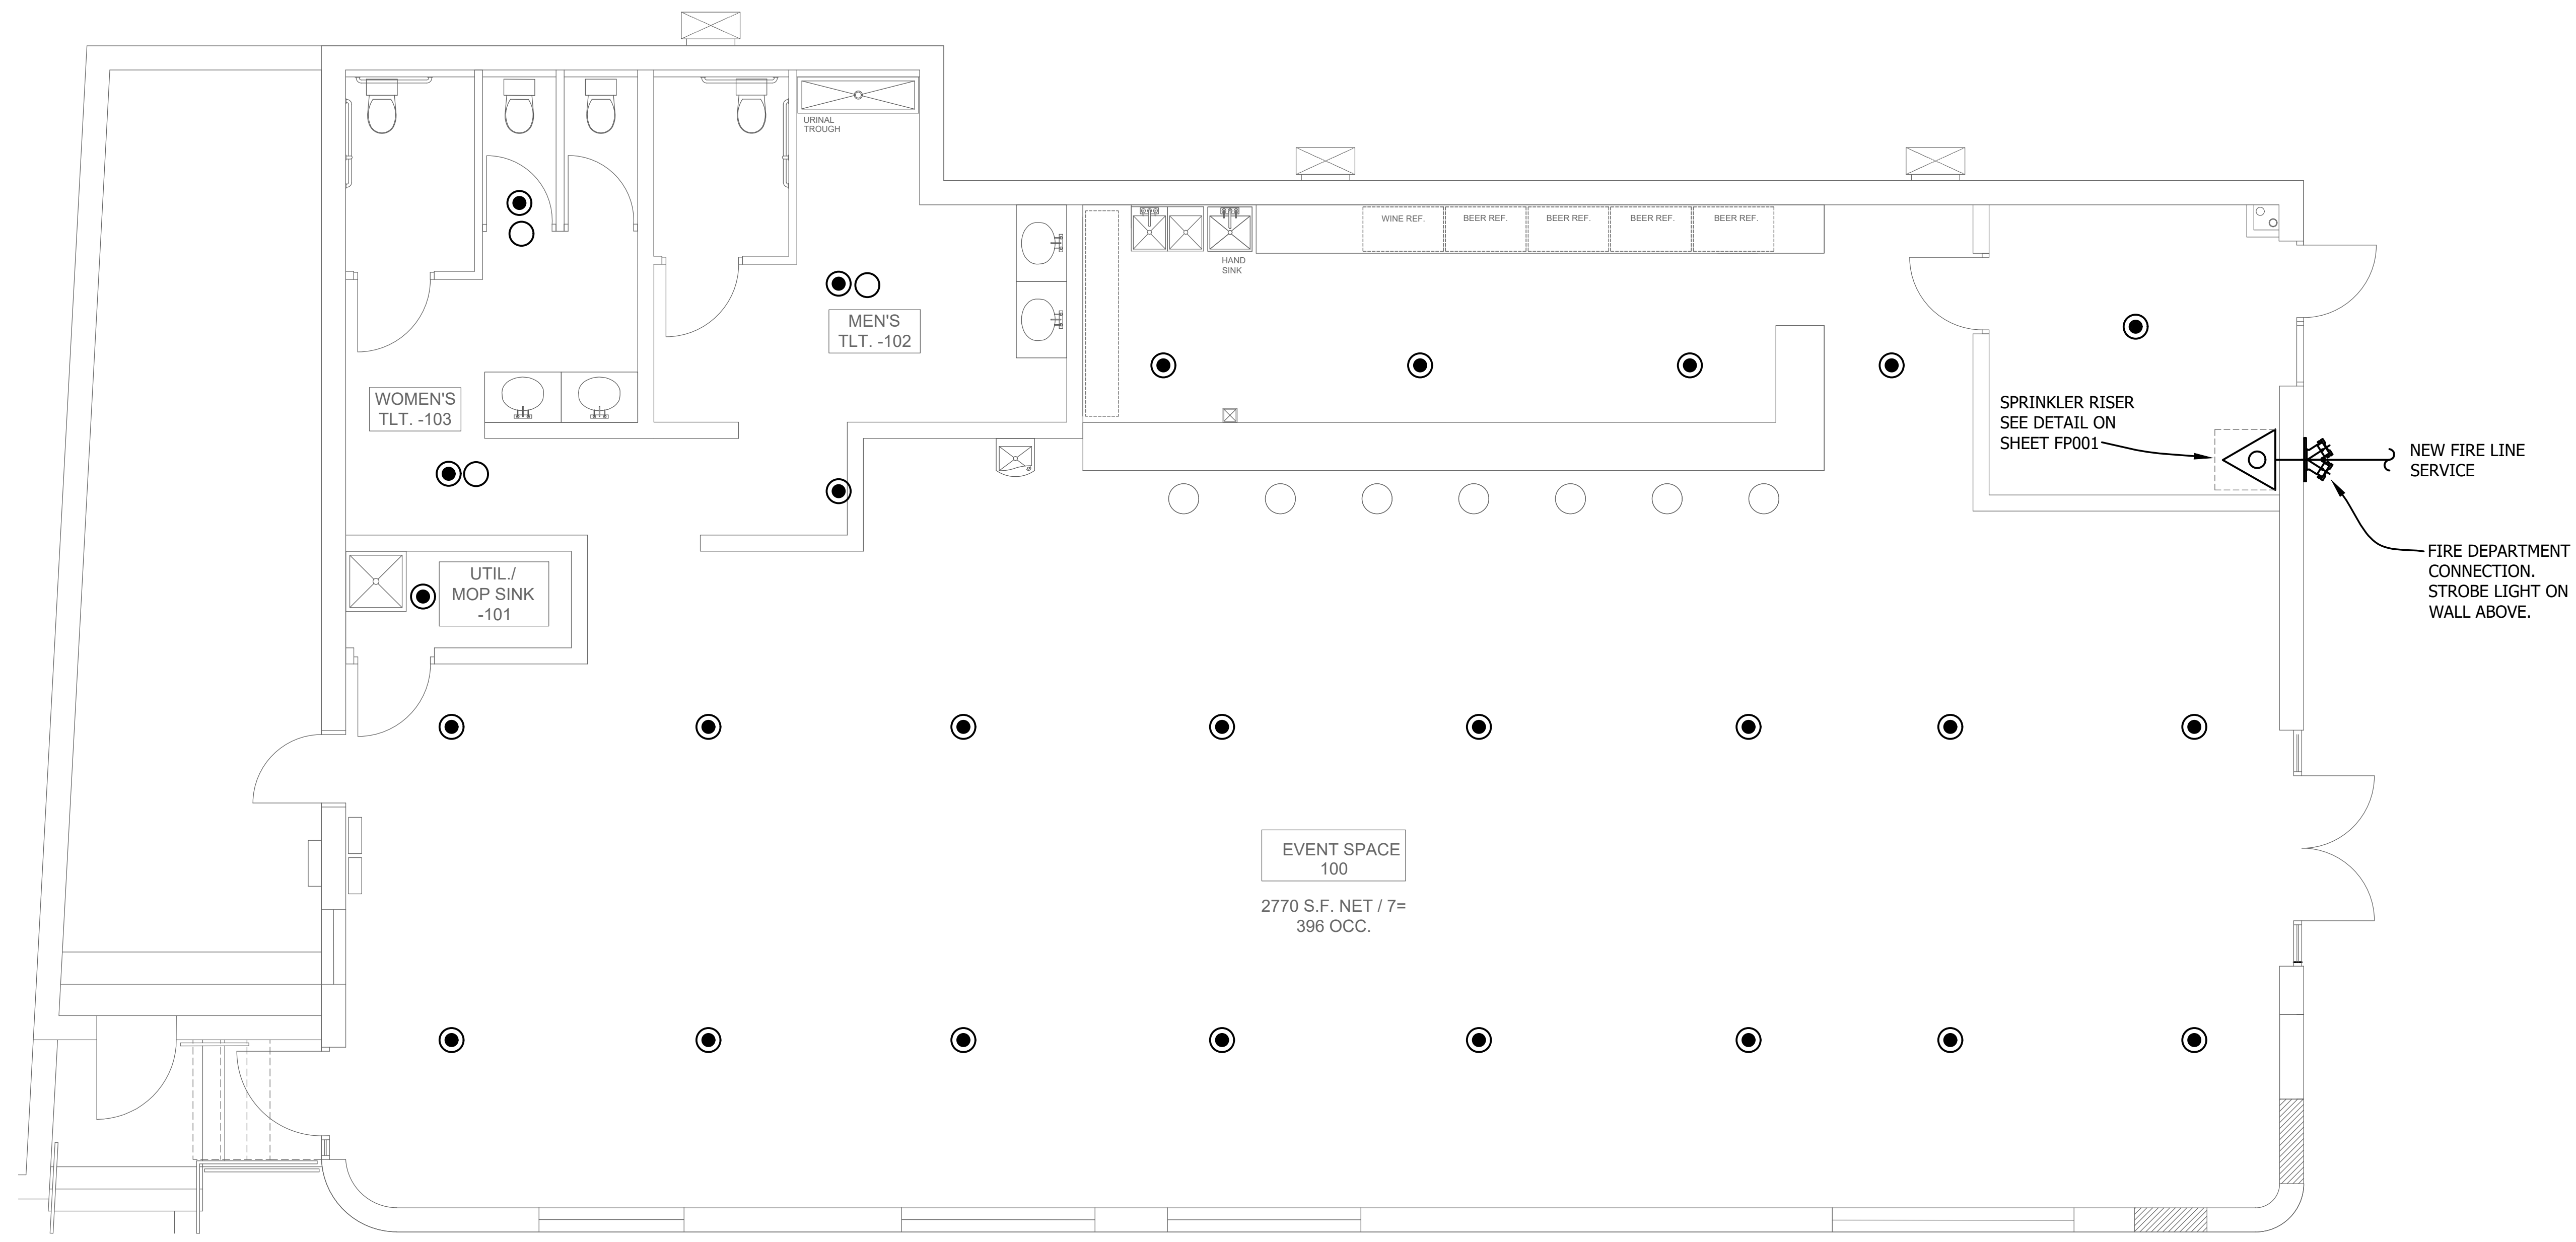 URINAL
TROUGH
WINE REF.
BEER REF.
BEER REF.
BEER REF.
BEER REF.
HAND
SINK
MEN'S
TLT. -102
WOMEN'S
TLT. -103
SPRINKLER RISER
SEE DETAIL ON
SHEET FP001
NEW FIRE LINE
SERVICE
FIRE DEPARTMENT
CONNECTION.
STROBE LIGHT ON
WALL ABOVE.
UTIL./
MOP SINK
-101
EVENT SPACE
100
2770 S.F. NET / 7=
396 OCC.